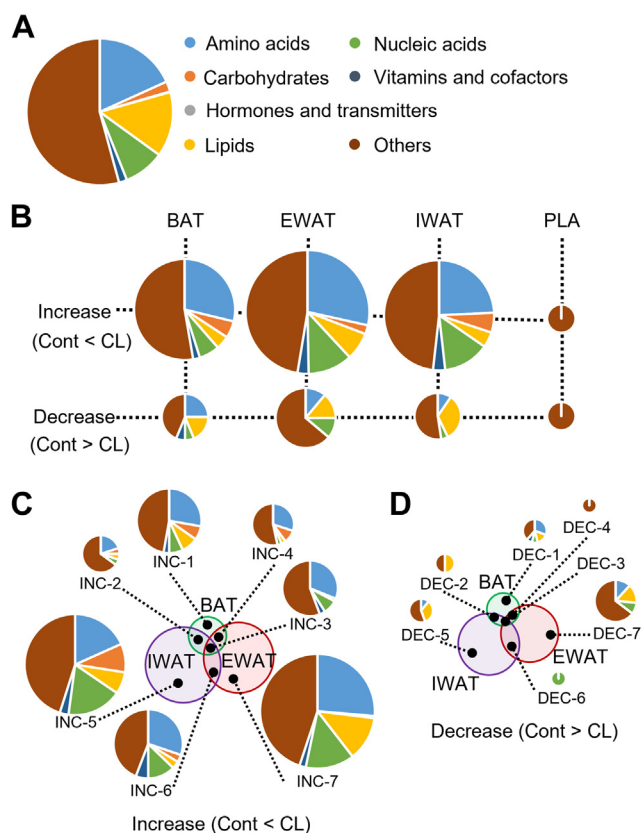 A
Amino acids
Nucleic acids
Carbohydrates
Vitamins and cofactors
Hormones and transmitters
Lipids
Others
B
BAT
EWAT
IWAT
PLA
Increase
(Cont < CL)
Decrease
(Cont > CL)
C
INC-1
INC-4
INC-2
INC-3
BAT
IWAT
EWAT
INC-5
INC-6
INC-7
Increase (Cont < CL)
D
DEC-4
DEC-1
DEC-3
DEC-2
BAT
DEC-5
DEC-7
EWAT
IWAT
DEC-6
Decrease (Cont > CL)